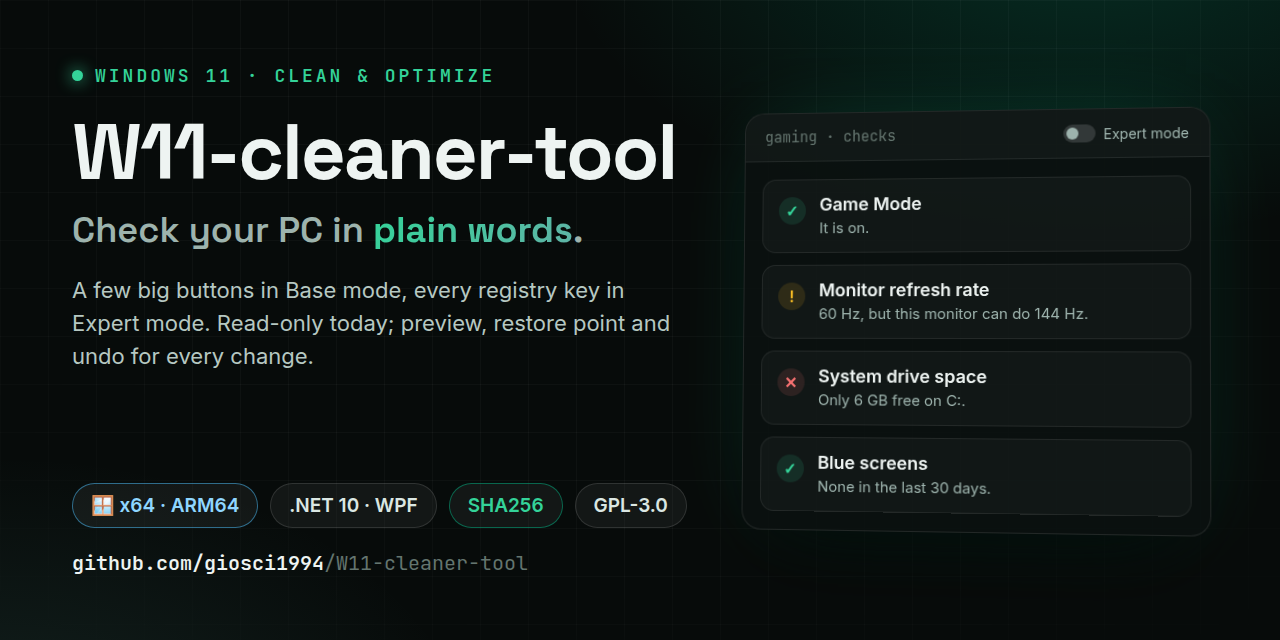 WINDOWS 11 · CLEAN & OPTIMIZE
W11-cleaner-tool
Check your PC in plain words.
A few big buttons in Base mode, every registry key in
Expert mode. Read-only today; preview, restore point and
undo for every change.
x64 · ARM64
.NET 10 · WPF
SHA256
GPL-3.0
github.com/giosci1994/W11-cleaner-tool
gaming · checks
Expert mode
✓
Game Mode
It is on.
!
Monitor refresh rate
60 Hz, but this monitor can do 144 Hz.
✕
System drive space
Only 6 GB free on C:.
✓
Blue screens
None in the last 30 days.